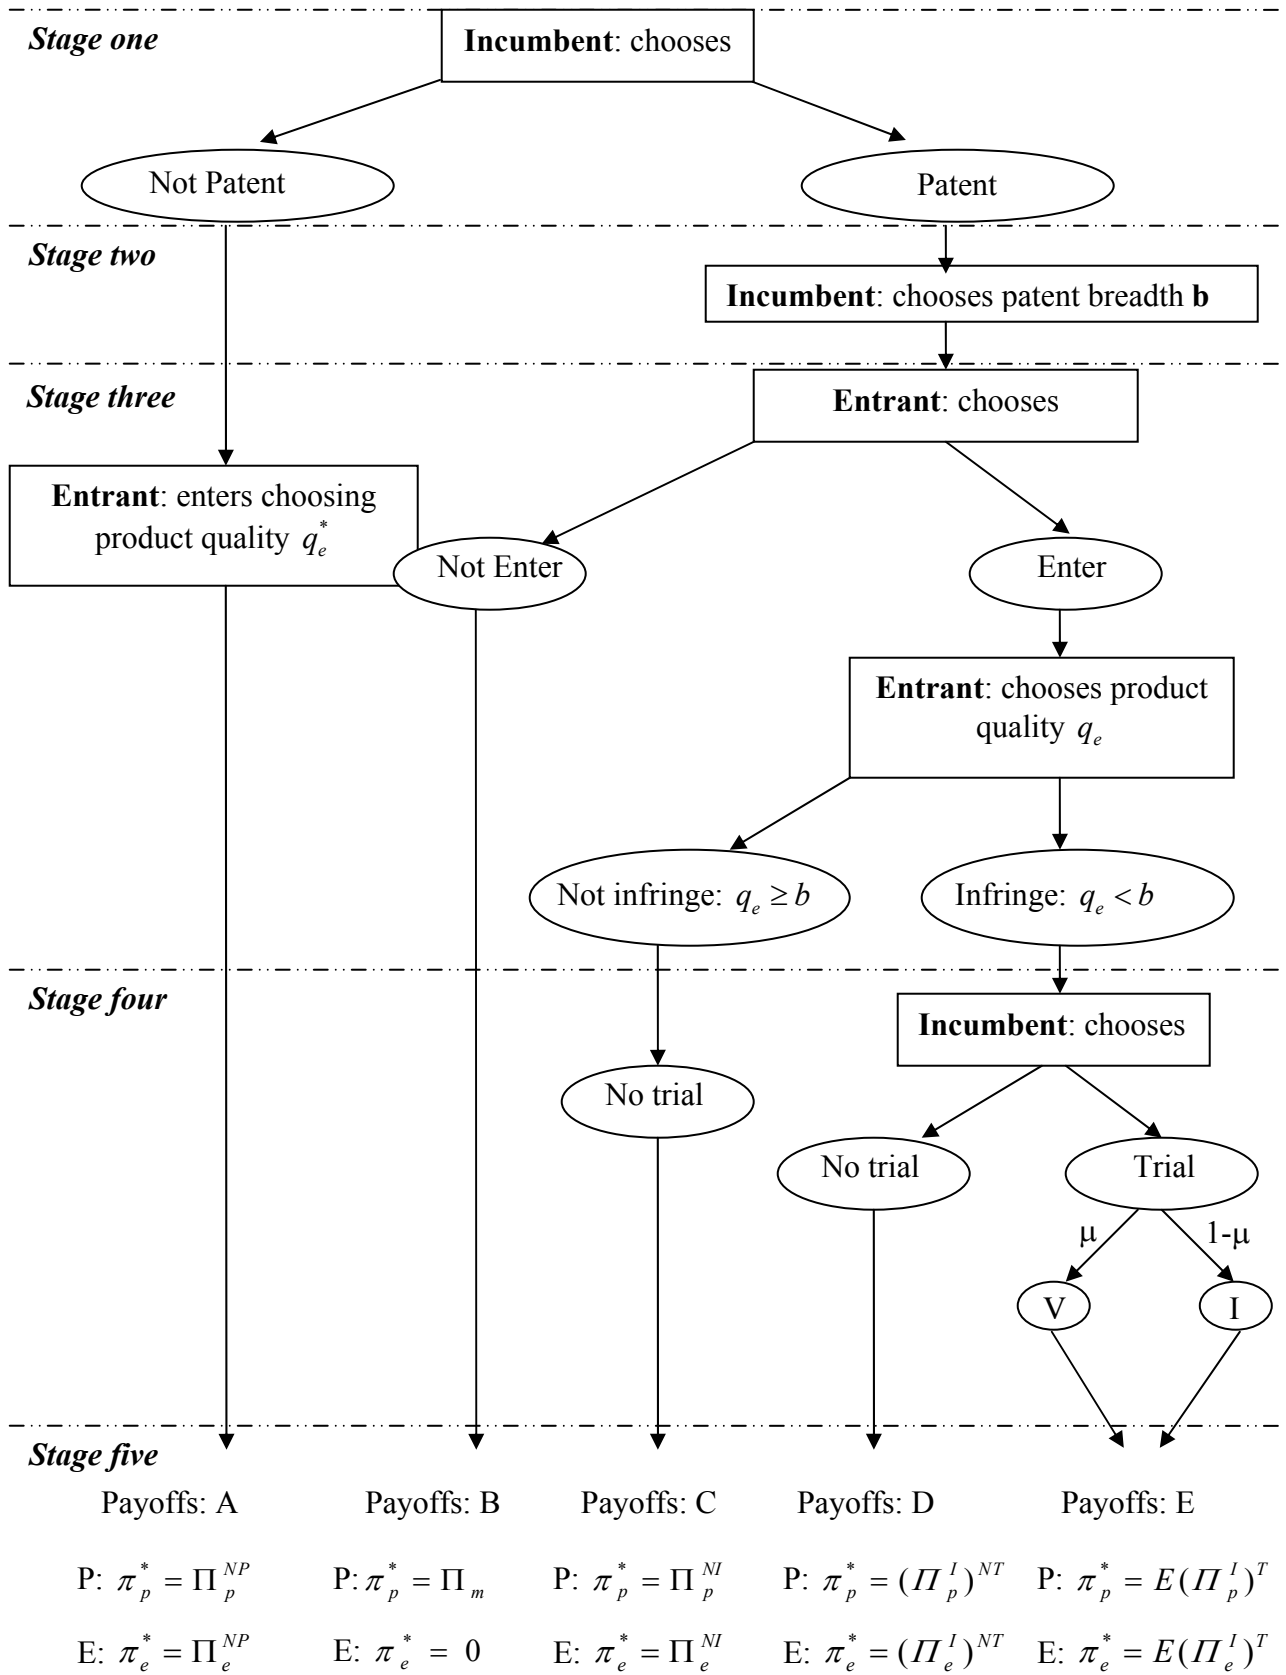 Stage one
Incumbent: chooses
Not Patent
Patent
Stage two
Incumbent: chooses patent breadth b
Stage three
Entrant: chooses
Entrant: enters choosing
product quality q_e^*
Not Enter
Enter
Entrant: chooses product
quality q_e
Not infringe: q_e ≥ b
Infringe: q_e < b
Stage four
Incumbent: chooses
No trial
No trial
Trial
μ
1-μ
V
I
Stage five
Payoffs: A
Payoffs: B
Payoffs: C
Payoffs: D
Payoffs: E
P: π_p^* = Π_p^{NP}
P: π_p^* = Π_m
P: π_p^* = Π_p^{NI}
P: π_p^* = (Π_p^I)^{NT}
P: π_p^* = E(Π_p^I)^T
E: π_e^* = Π_e^{NP}
E: π_e^* = 0
E: π_e^* = Π_e^{NI}
E: π_e^* = (Π_e^I)^{NT}
E: π_e^* = E(Π_e^I)^T